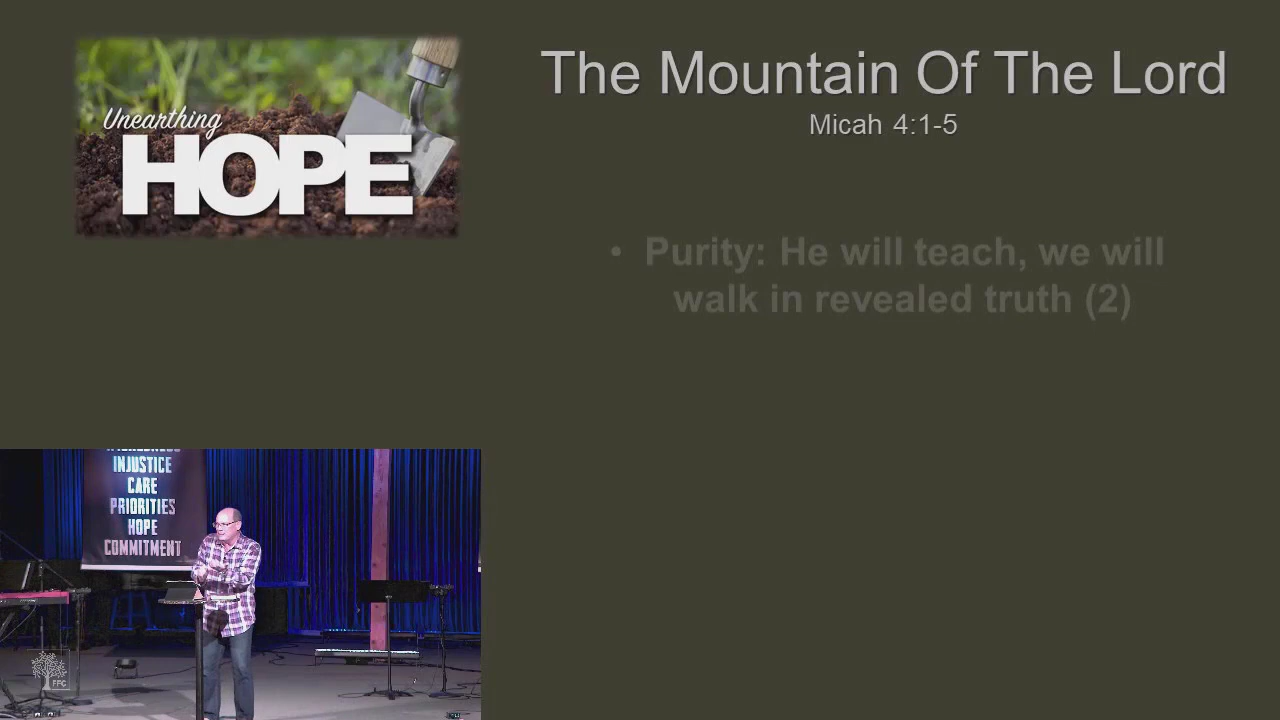 Unearthing
HOPE
The Mountain Of The Lord
Micah 4:1-5
• Purity: He will teach, we will
walk in revealed truth (2)
INJUSTICE
CARE
PRIORITIES
HOPE
COMMITMENT
FFC